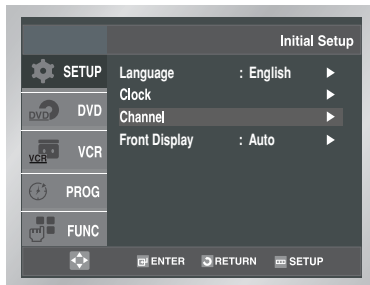 Initial Setup
SETUP
DVD DVD
VCR VCR
PROG
FUNC
Language : English ►
Clock ►
Channel ►
Front Display : Auto ►
ENTER RETURN SETUP